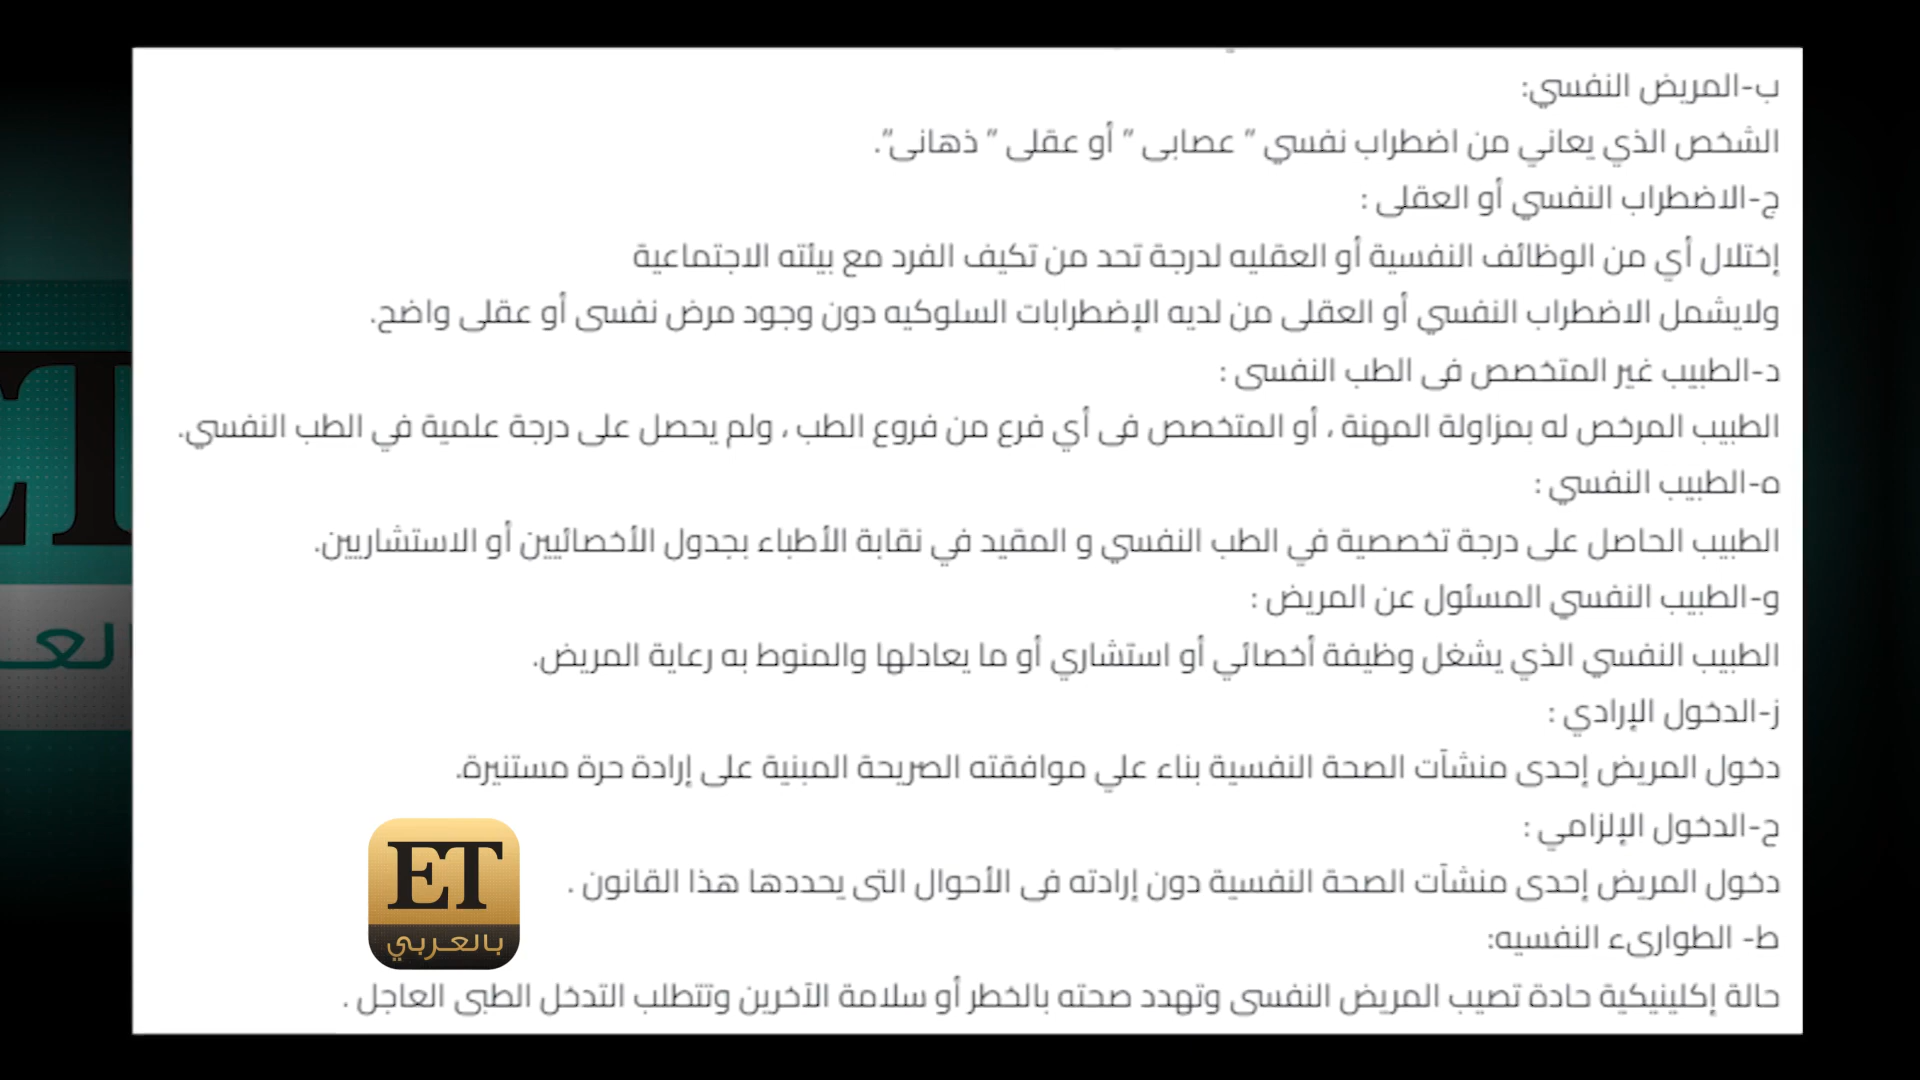 ب-المريض النفسي:
الشخص الذي يعاني من اضطراب نفسي " عصابى " أو عقلى " ذهانى".
ج-الاضطراب النفسي أو العقلى :
إختلال أي من الوظائف النفسية أو العقليه لدرجة تحد من تكيف الفرد مع بيئته الاجتماعية
ولايشمل الاضطراب النفسي أو العقلى من لديه الإضطرابات السلوكيه دون وجود مرض نفسى أو عقلى واضح.
د-الطبيب غير المتخصص فى الطب النفسى :
الطبيب المرخص له بمزاولة المهنة ، أو المتخصص فى أي فرع من فروع الطب ، ولم يحصل على درجة علمية في الطب النفسي.
ه-الطبيب النفسي :
الطبيب الحاصل على درجة تخصصية في الطب النفسي و المقيد في نقابة الأطباء بجدول الأخصائيين أو الاستشاريين.
و-الطبيب النفسي المسئول عن المريض :
الطبيب النفسي الذي يشغل وظيفة أخصائي أو استشاري أو ما يعادلها والمنوط به رعاية المريض.
ز-الدخول الإرادي :
دخول المريض إحدى منشآت الصحة النفسية بناء علي موافقته الصريحة المبنية على إرادة حرة مستنيرة.
ح-الدخول الإلزامي :
دخول المريض إحدى منشآت الصحة النفسية دون إرادته فى الأحوال التى يحددها هذا القانون .
ط- الطوارىء النفسيه:
حالة إكلينيكية حادة تصيب المريض النفسى وتهدد صحته بالخطر أو سلامة الآخرين وتتطلب التدخل الطبى العاجل .
ET
بالعربي
ET